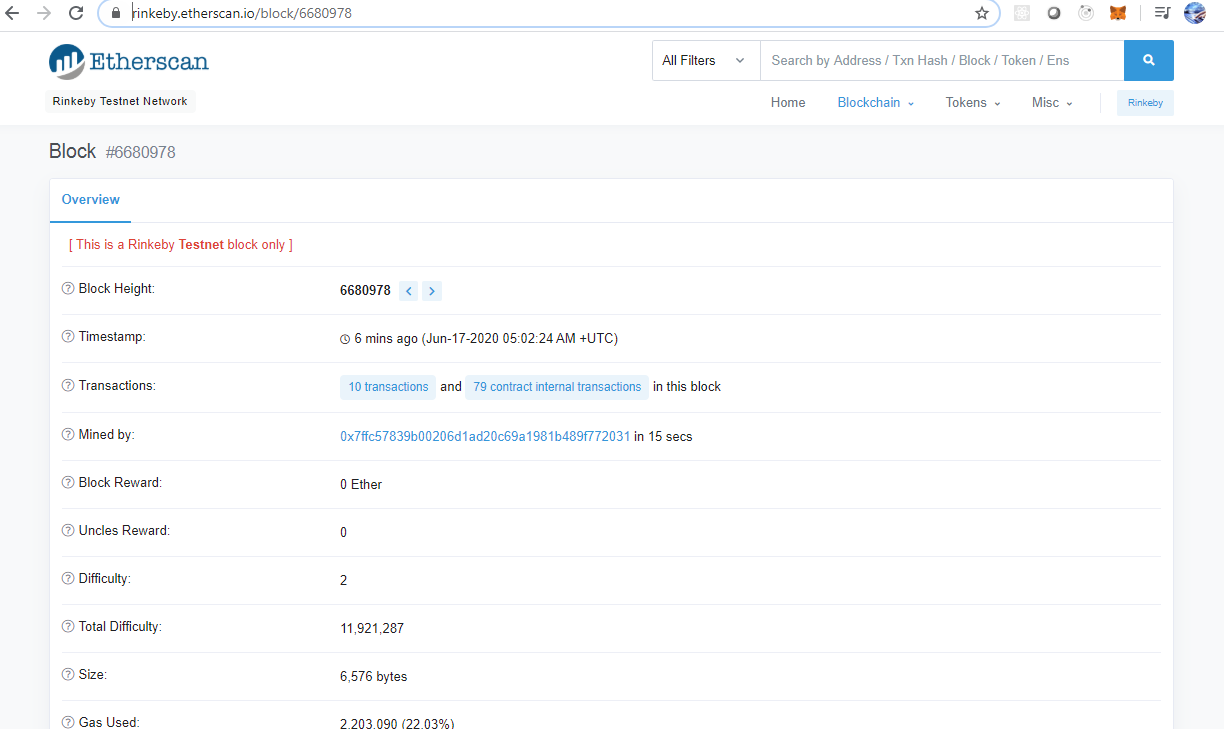 rinkeby.etherscan.io/block/6680978
Etherscan
All Filters
Search by Address / Txn Hash / Block / Token / Ens
Rinkeby Testnet Network
Home Blockchain Tokens Misc Rinkeby
Block #6680978
Overview
[ This is a Rinkeby Testnet block only ]
Block Height: 6680978 < >
Timestamp: 6 mins ago (Jun-17-2020 05:02:24 AM +UTC)
Transactions: 10 transactions and 79 contract internal transactions in this block
Mined by: 0x7ffc57839b00206d1ad20c69a1981b489f772031 in 15 secs
Block Reward: 0 Ether
Uncles Reward: 0
Difficulty: 2
Total Difficulty: 11,921,287
Size: 6,576 bytes
Gas Used: 2,203,090 (22.03%)